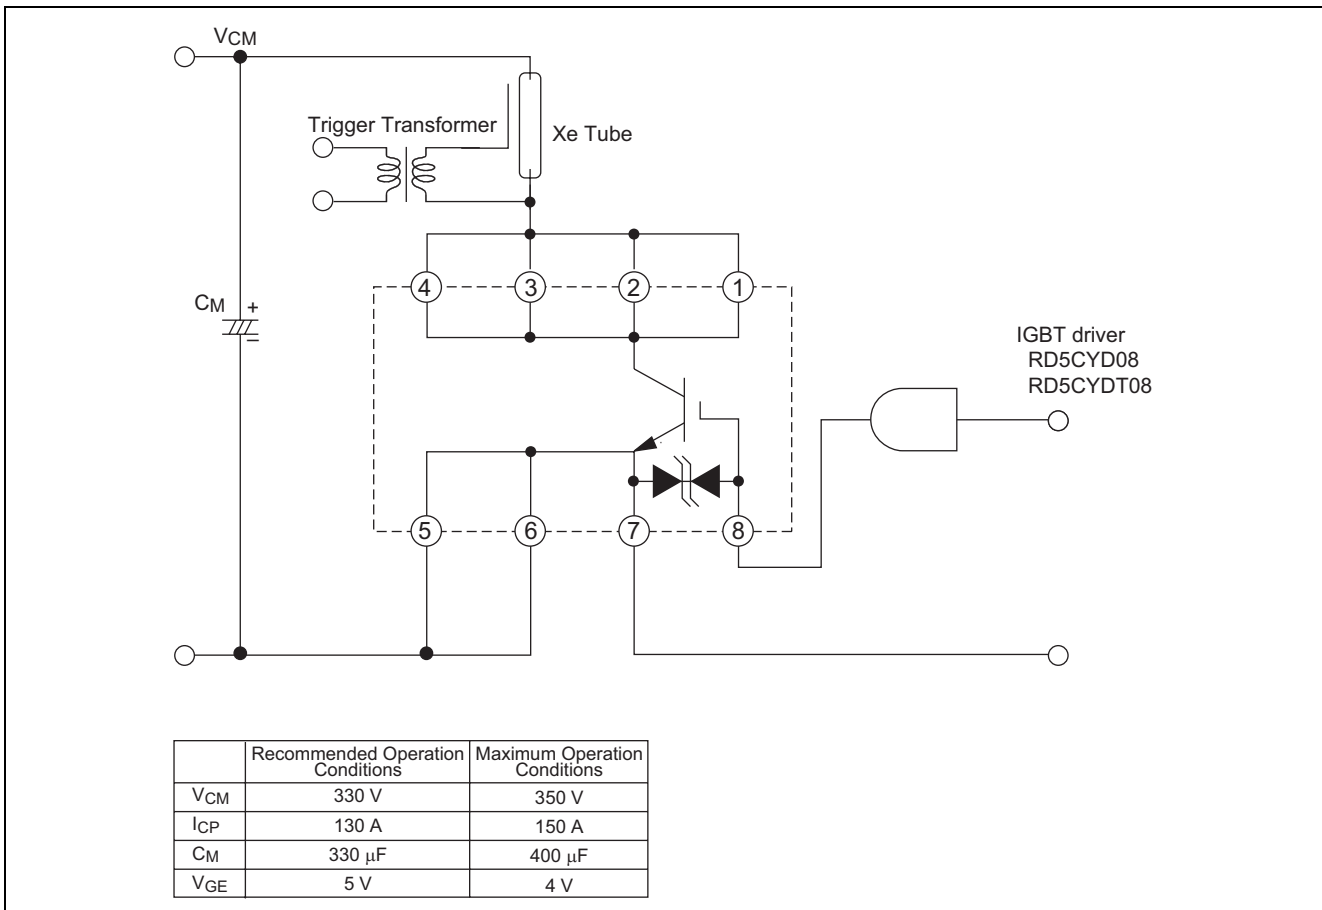 VCM
Trigger Transformer
Xe Tube
4 3 2 1
CM
+
−
IGBT driver
RD5CYD08
RD5CYDT08
5 6 7 8
Recommended Operation Conditions Maximum Operation Conditions
VCM 330 V 350 V
ICP 130 A 150 A
CM 330 μF 400 μF
VGE 5 V 4 V